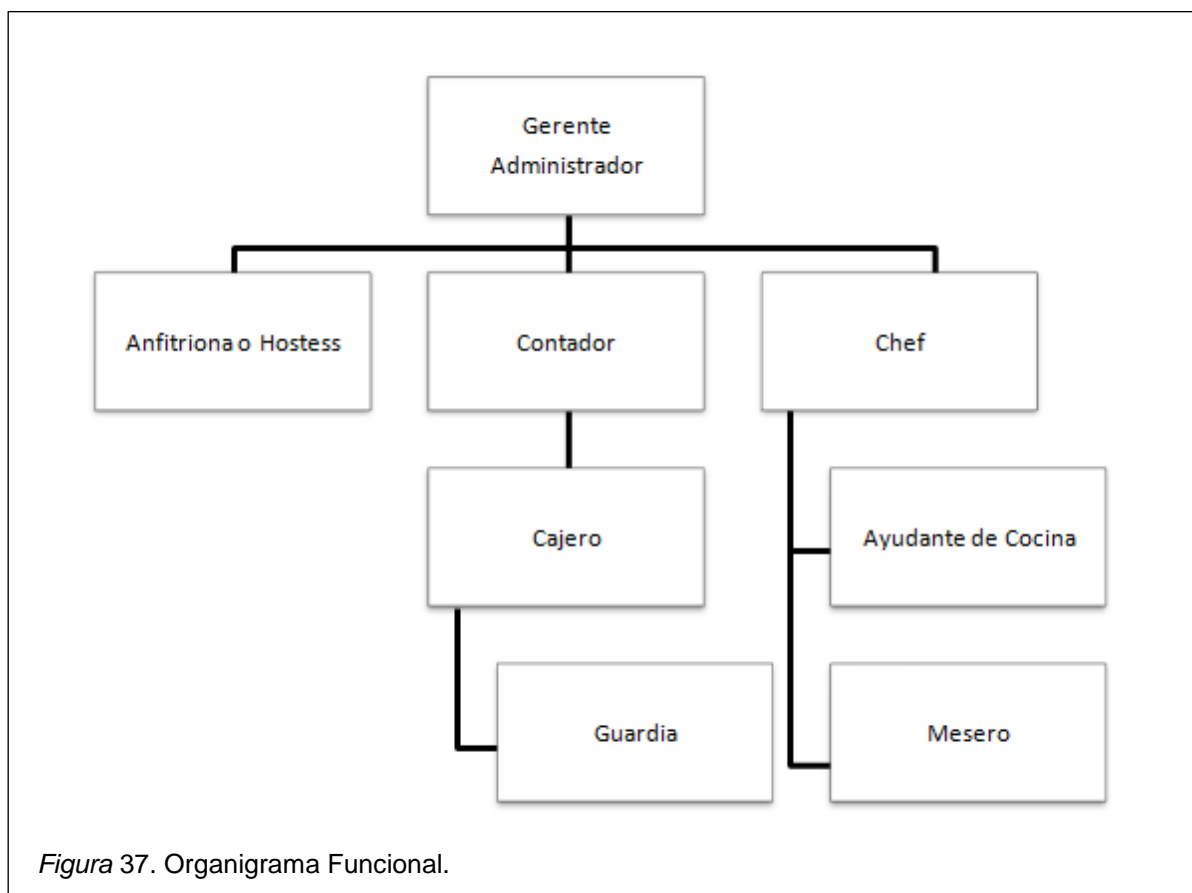 Gerente
Administrador
Anfitriona o Hostess
Contador
Chef
Cajero
Ayudante de Cocina
Guardia
Mesero
Figura 37. Organigrama Funcional.